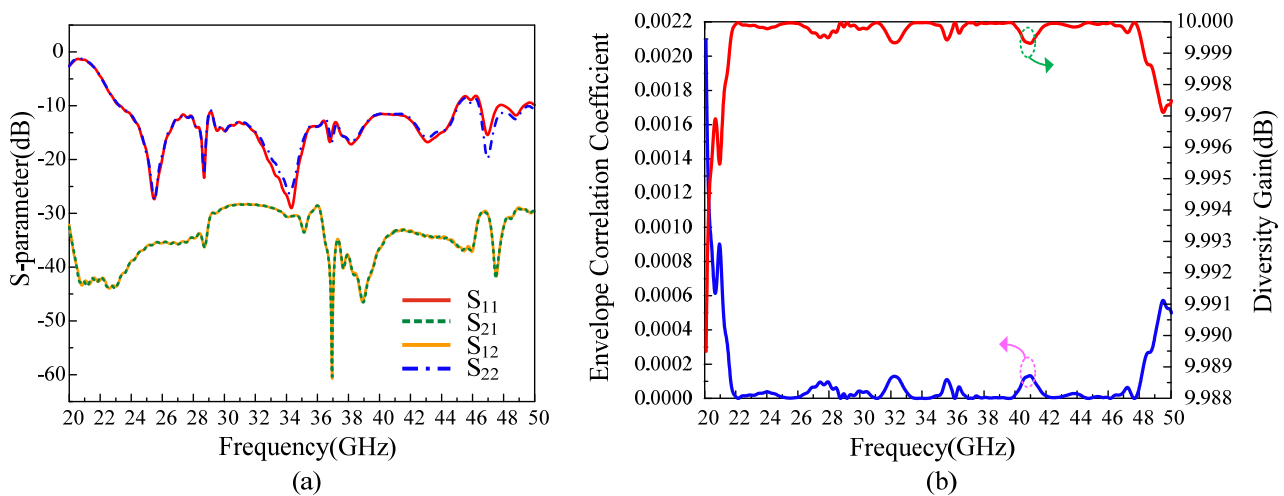 S-parameter(dB)
0
-10
-20
-30
-40
-50
-60
S11
S21
S12
S22
20 22 24 26 28 30 32 34 36 38 40 42 44 46 48 50
Frequency(GHz)
(a)
Envelope Correlation Coefficient
0.0022
0.0020
0.0018
0.0016
0.0014
0.0012
0.0010
0.0008
0.0006
0.0004
0.0002
0.0000
10.000
9.999
9.998
9.997
9.996
9.995
9.994
9.993
9.992
9.991
9.990
9.989
9.988
Diversity Gain(dB)
20 22 24 26 28 30 32 34 36 38 40 42 44 46 48 50
Frequecy(GHz)
(b)